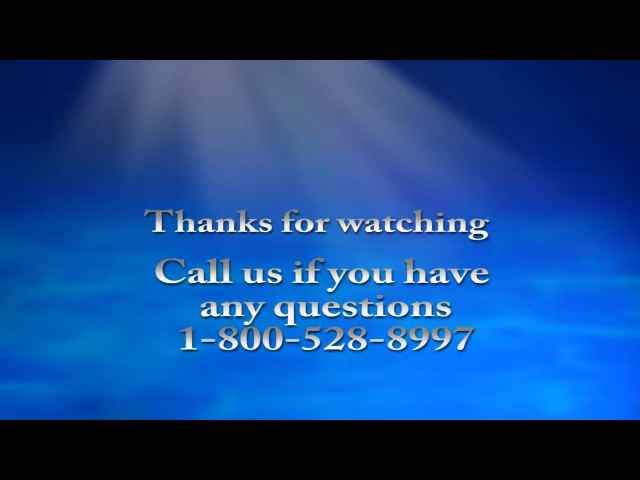 Thanks for watching
Call us if you have
any questions
1-800-528-8997